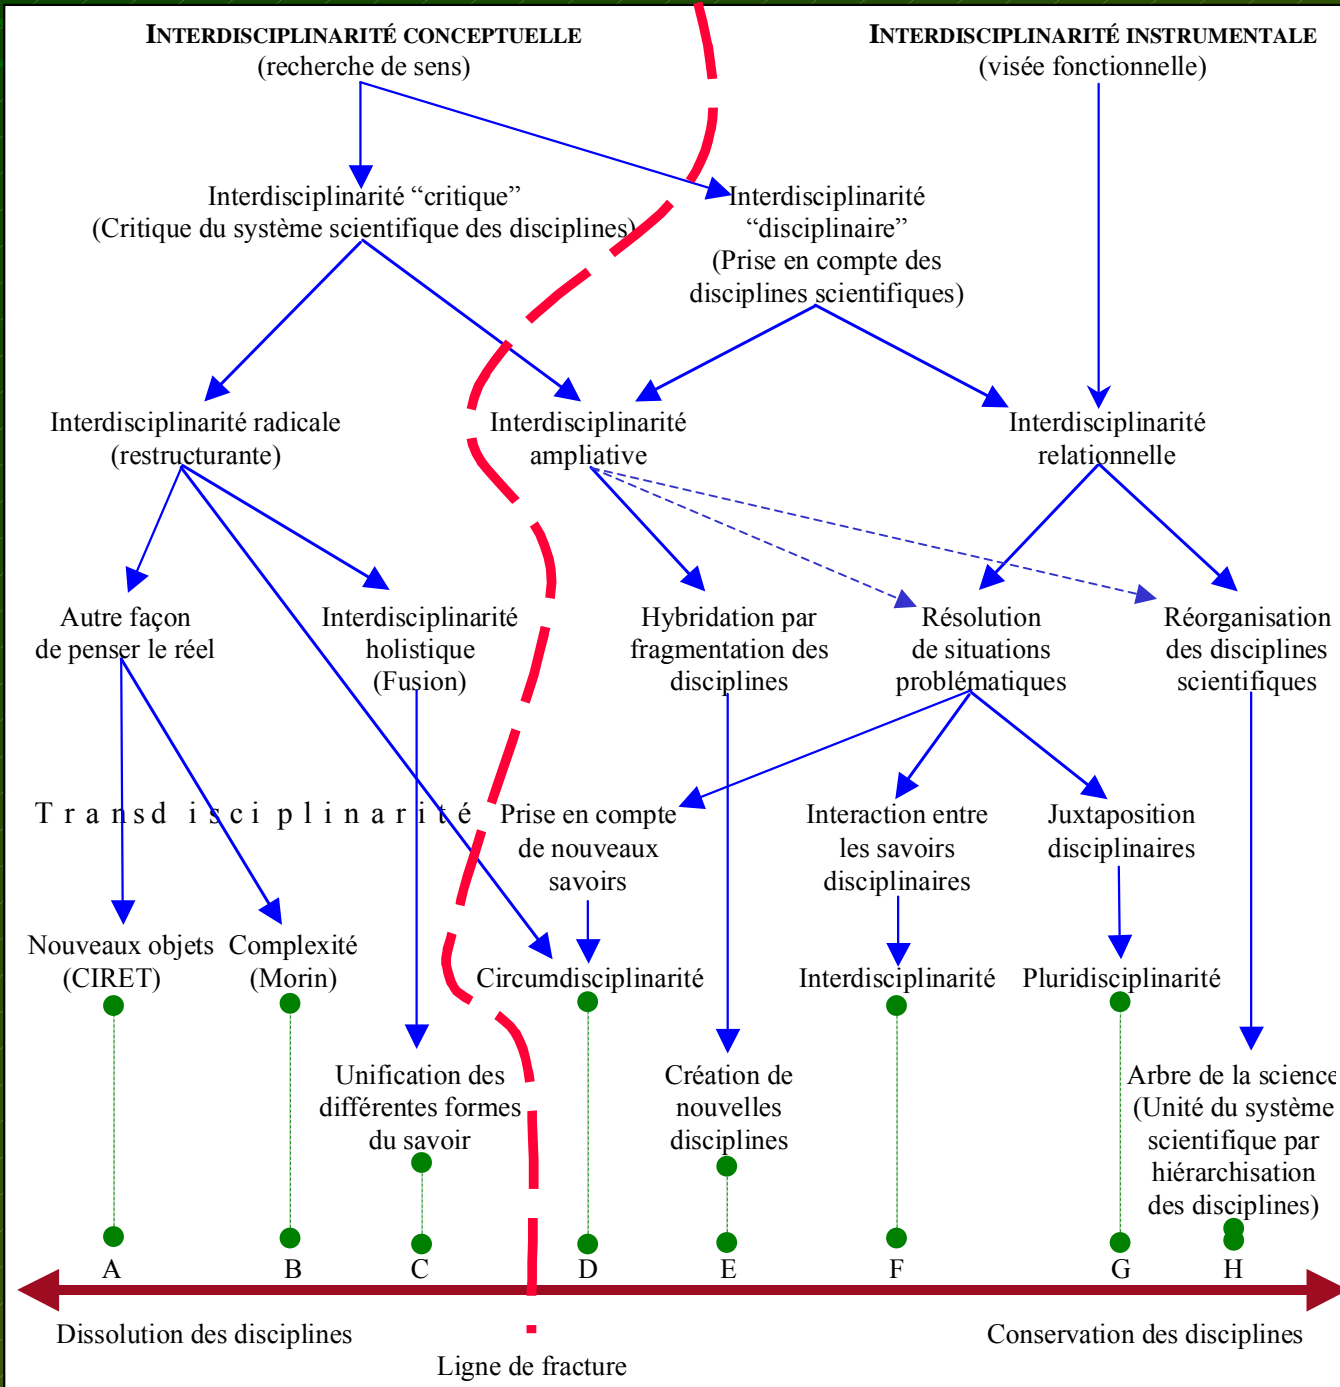 INTERDISCIPLINARITÉ CONCEPTUELLE
(recherche de sens)
INTERDISCIPLINARITÉ INSTRUMENTALE
(visée fonctionnelle)
Interdisciplinarité “critique”
(Critique du système scientifique des disciplines)
Interdisciplinarité
“disciplinaire”
(Prise en compte des
disciplines scientifiques)
Interdisciplinarité radicale
(restructurante)
Interdisciplinarité
ampliative
Interdisciplinarité
relationnelle
Autre façon
de penser le réel
Interdisciplinarité
holistique
(Fusion)
Hybridation par
fragmentation des
disciplines
Résolution
de situations
problématiques
Réorganisation
des disciplines
scientifiques
Transdisciplinarité
Prise en compte
de nouveaux
savoirs
Interaction entre
les savoirs
disciplinaires
Juxtaposition
disciplinaires
Nouveaux objets
(CIRET)
Complexité
(Morin)
Circumdisciplinarité
Interdisciplinarité
Pluridisciplinarité
Unification des
différentes formes
du savoir
Création de
nouvelles
disciplines
Arbre de la science
(Unité du système
scientifique par
hiérarchisation
des disciplines)
A B C D E F G H
Dissolution des disciplines
Conservation des disciplines
Ligne de fracture